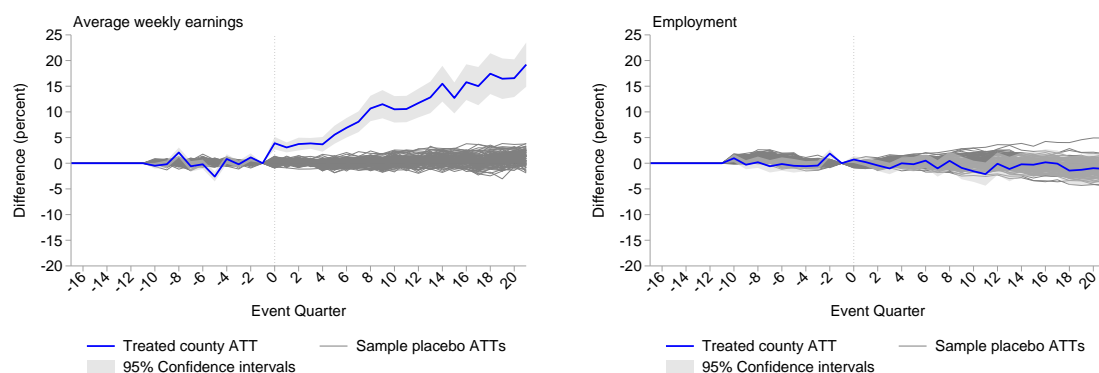 Average weekly earnings
25
20
15
10
5
0
-5
-10
-15
-20
Difference (percent)
-16 -14 -12 -10 -8 -6 -4 -2 0 2 4 6 8 10 12 14 16 18 20
Event Quarter
Treated county ATT Sample placebo ATTs
95% Confidence intervals
Employment
25
20
15
10
5
0
-5
-10
-15
-20
Difference (percent)
-16 -14 -12 -10 -8 -6 -4 -2 0 2 4 6 8 10 12 14 16 18 20
Event Quarter
Treated county ATT Sample placebo ATTs
95% Confidence intervals